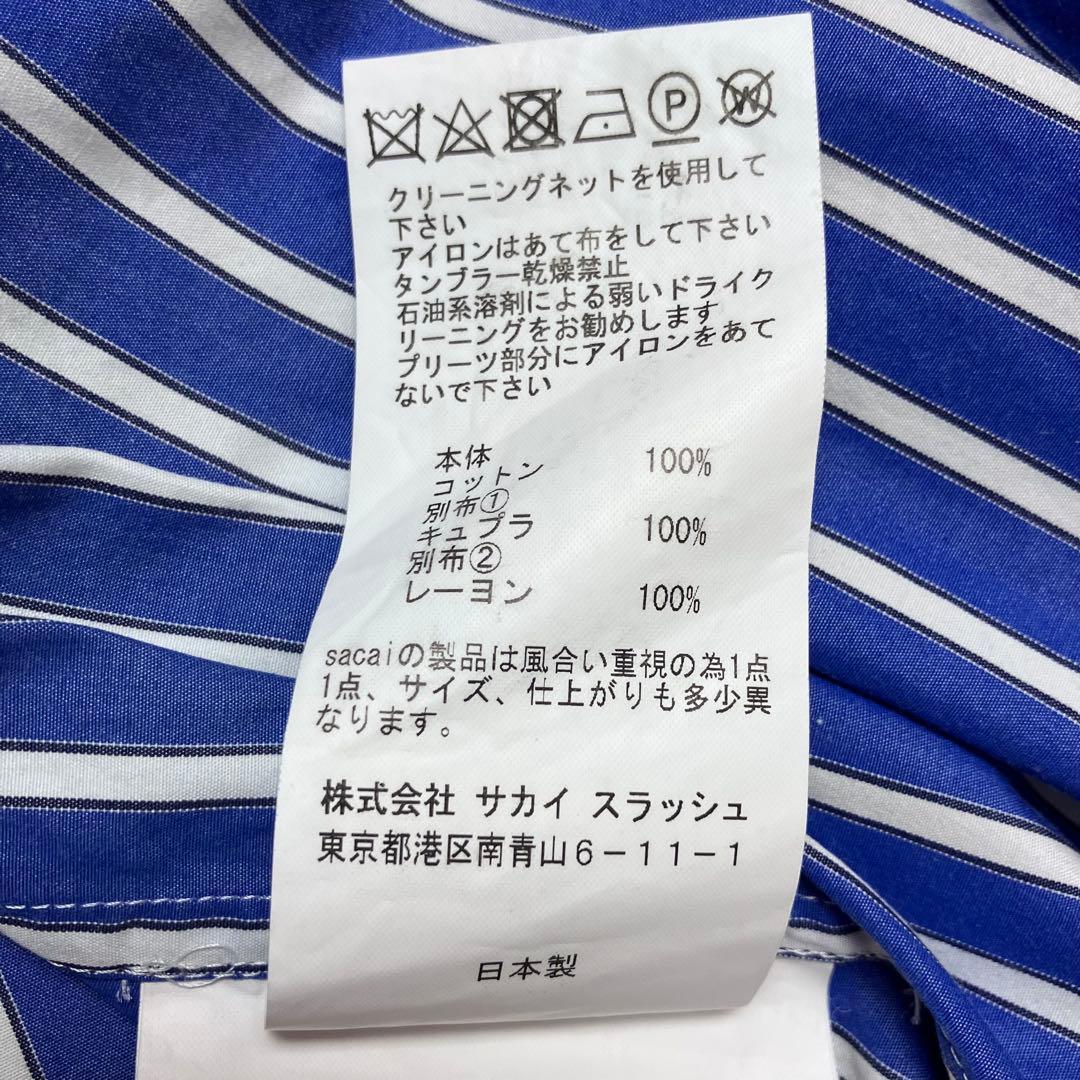 P W
クリーニングネットを使用して
下さい
アイロンはあて布をして下さい
タンブラー乾燥禁止
石油系溶剤による弱いドライク
リーニングをお勧めします
プリーツ部分にアイロンをあて
ないで下さい
本体
コットン 100%
別布①
キュプラ 100%
別布②
レーヨン 100%
sacaiの製品は風合い重視の為1点
1点、サイズ、仕上がりも多少異
なります。
株式会社 サカイ スラッシュ
東京都港区南青山6-11-1
日本製